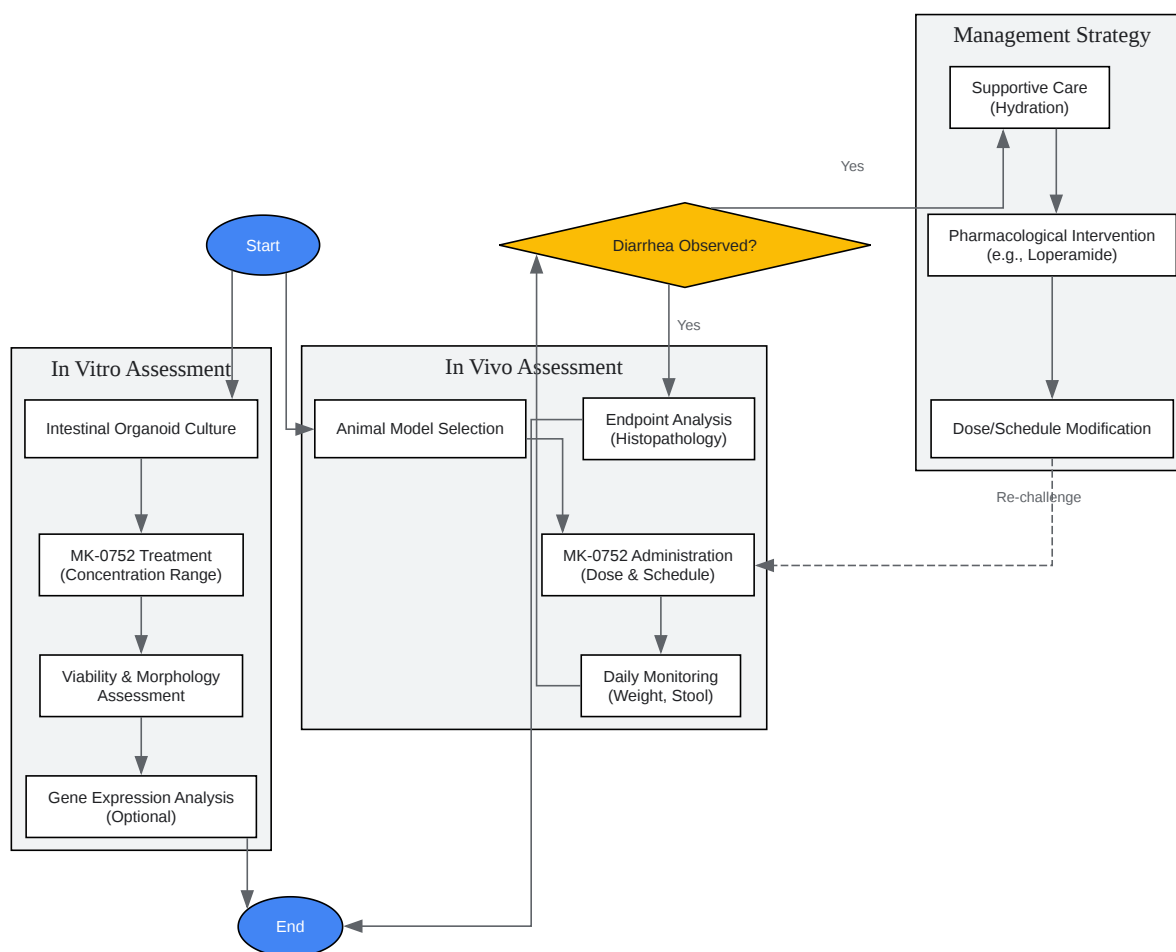 Management Strategy
Supportive Care
(Hydration)
Yes
Start
Diarrhea Observed?
Pharmacological Intervention
(e.g., Loperamide)
Yes
In Vitro Assessment
In Vivo Assessment
Intestinal Organoid Culture
Animal Model Selection
Endpoint Analysis
(Histopathology)
Dose/Schedule Modification
Re-challenge
MK-0752 Treatment
(Concentration Range)
MK-0752 Administration
(Dose & Schedule)
Viability & Morphology
Assessment
Daily Monitoring
(Weight, Stool)
Gene Expression Analysis
(Optional)
End